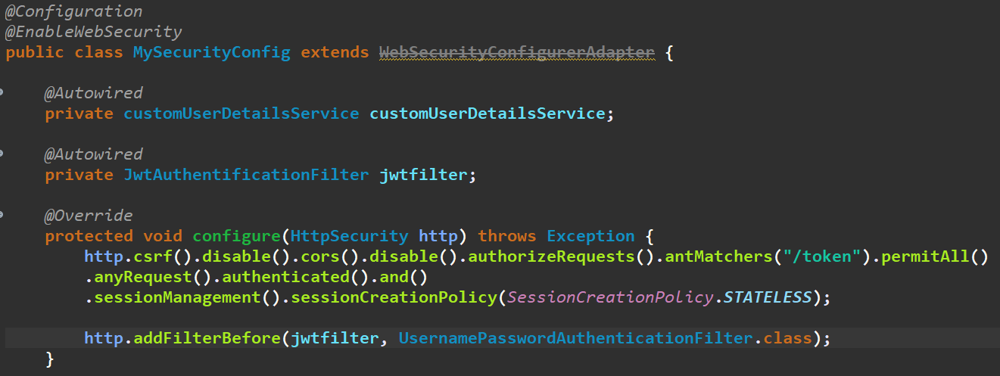 @Configuration
@EnableWebSecurity
public class MySecurityConfig extends WebSecurityConfigurerAdapter {
@Autowired
private customUserDetailsService customUserDetailsService;
@Autowired
private JwtAuthentificationFilter jwtfilter;
@Override
protected void configure(HttpSecurity http) throws Exception {
http.csrf().disable().cors().disable().authorizeRequests().antMatchers("/token").permitAll()
.anyRequest().authenticated().and()
.sessionManagement().sessionCreationPolicy(SessionCreationPolicy.STATELESS);
http.addFilterBefore(jwtfilter, UsernamePasswordAuthenticationFilter.class);
}